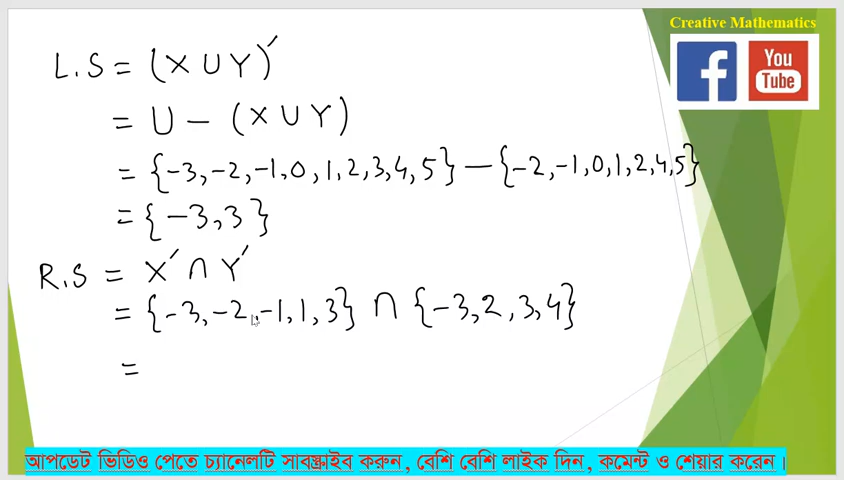 Creative Mathematics
f You Tube
L.S = (X ∪ Y)′
= U − (X ∪ Y)
= {-3, -2, -1, 0, 1, 2, 3, 4, 5} − {-2, -1, 0, 1, 2, 4, 5}
= {-3, 3}
R.S = X′ ∩ Y′
= {-3, -2, -1, 1, 3} ∩ {-3, 2, 3, 4}
=
আপডেট ভিডিও পেতে চ্যানেলটি সাবস্ক্রাইব করুন, বেশি বেশি লাইক দিন, কমেন্ট ও শেয়ার করেন।